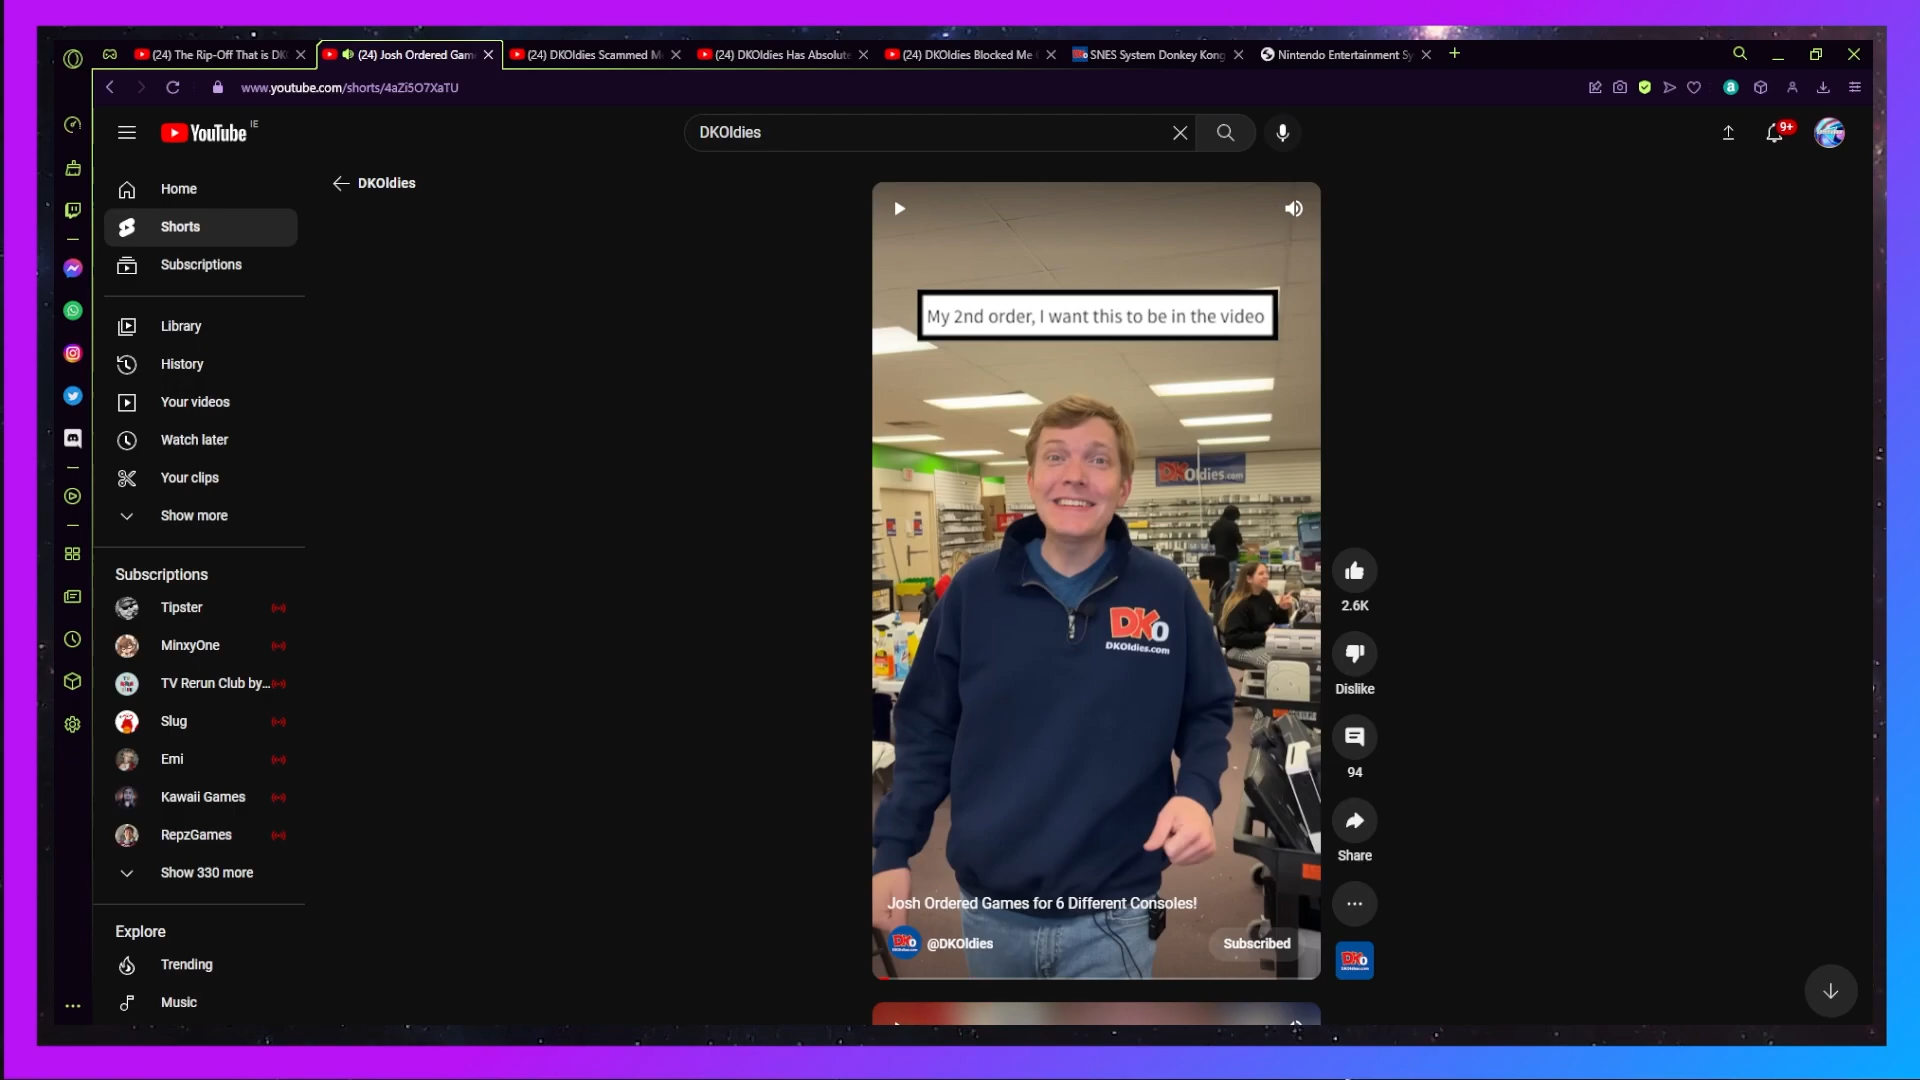 (24) The Rip-Off That is DK
(24) Josh Ordered Gam
(24) DKOldies Scammed M
(24) DKOldies Has Absolute
(24) DKOldies Blocked Me
SNES System Donkey Kong
Nintendo Entertainment Sy
www.youtube.com/shorts/4aZi5O7XaTU
YouTube IE
DKOldies
9+
DKOldies
Home
Shorts
Subscriptions
Library
History
Your videos
Watch later
Your clips
Show more
Subscriptions
Tipster
MinxyOne
TV Rerun Club by...
Slug
Emi
Kawaii Games
RepzGames
Show 330 more
Explore
Trending
Music
My 2nd order, I want this to be in the video
DKOldies.com
DKO
DKOldies.com
Josh Ordered Games for 6 Different Consoles!
DKO
@DKOldies
Subscribed
2.6K
Dislike
94
Share
DKO